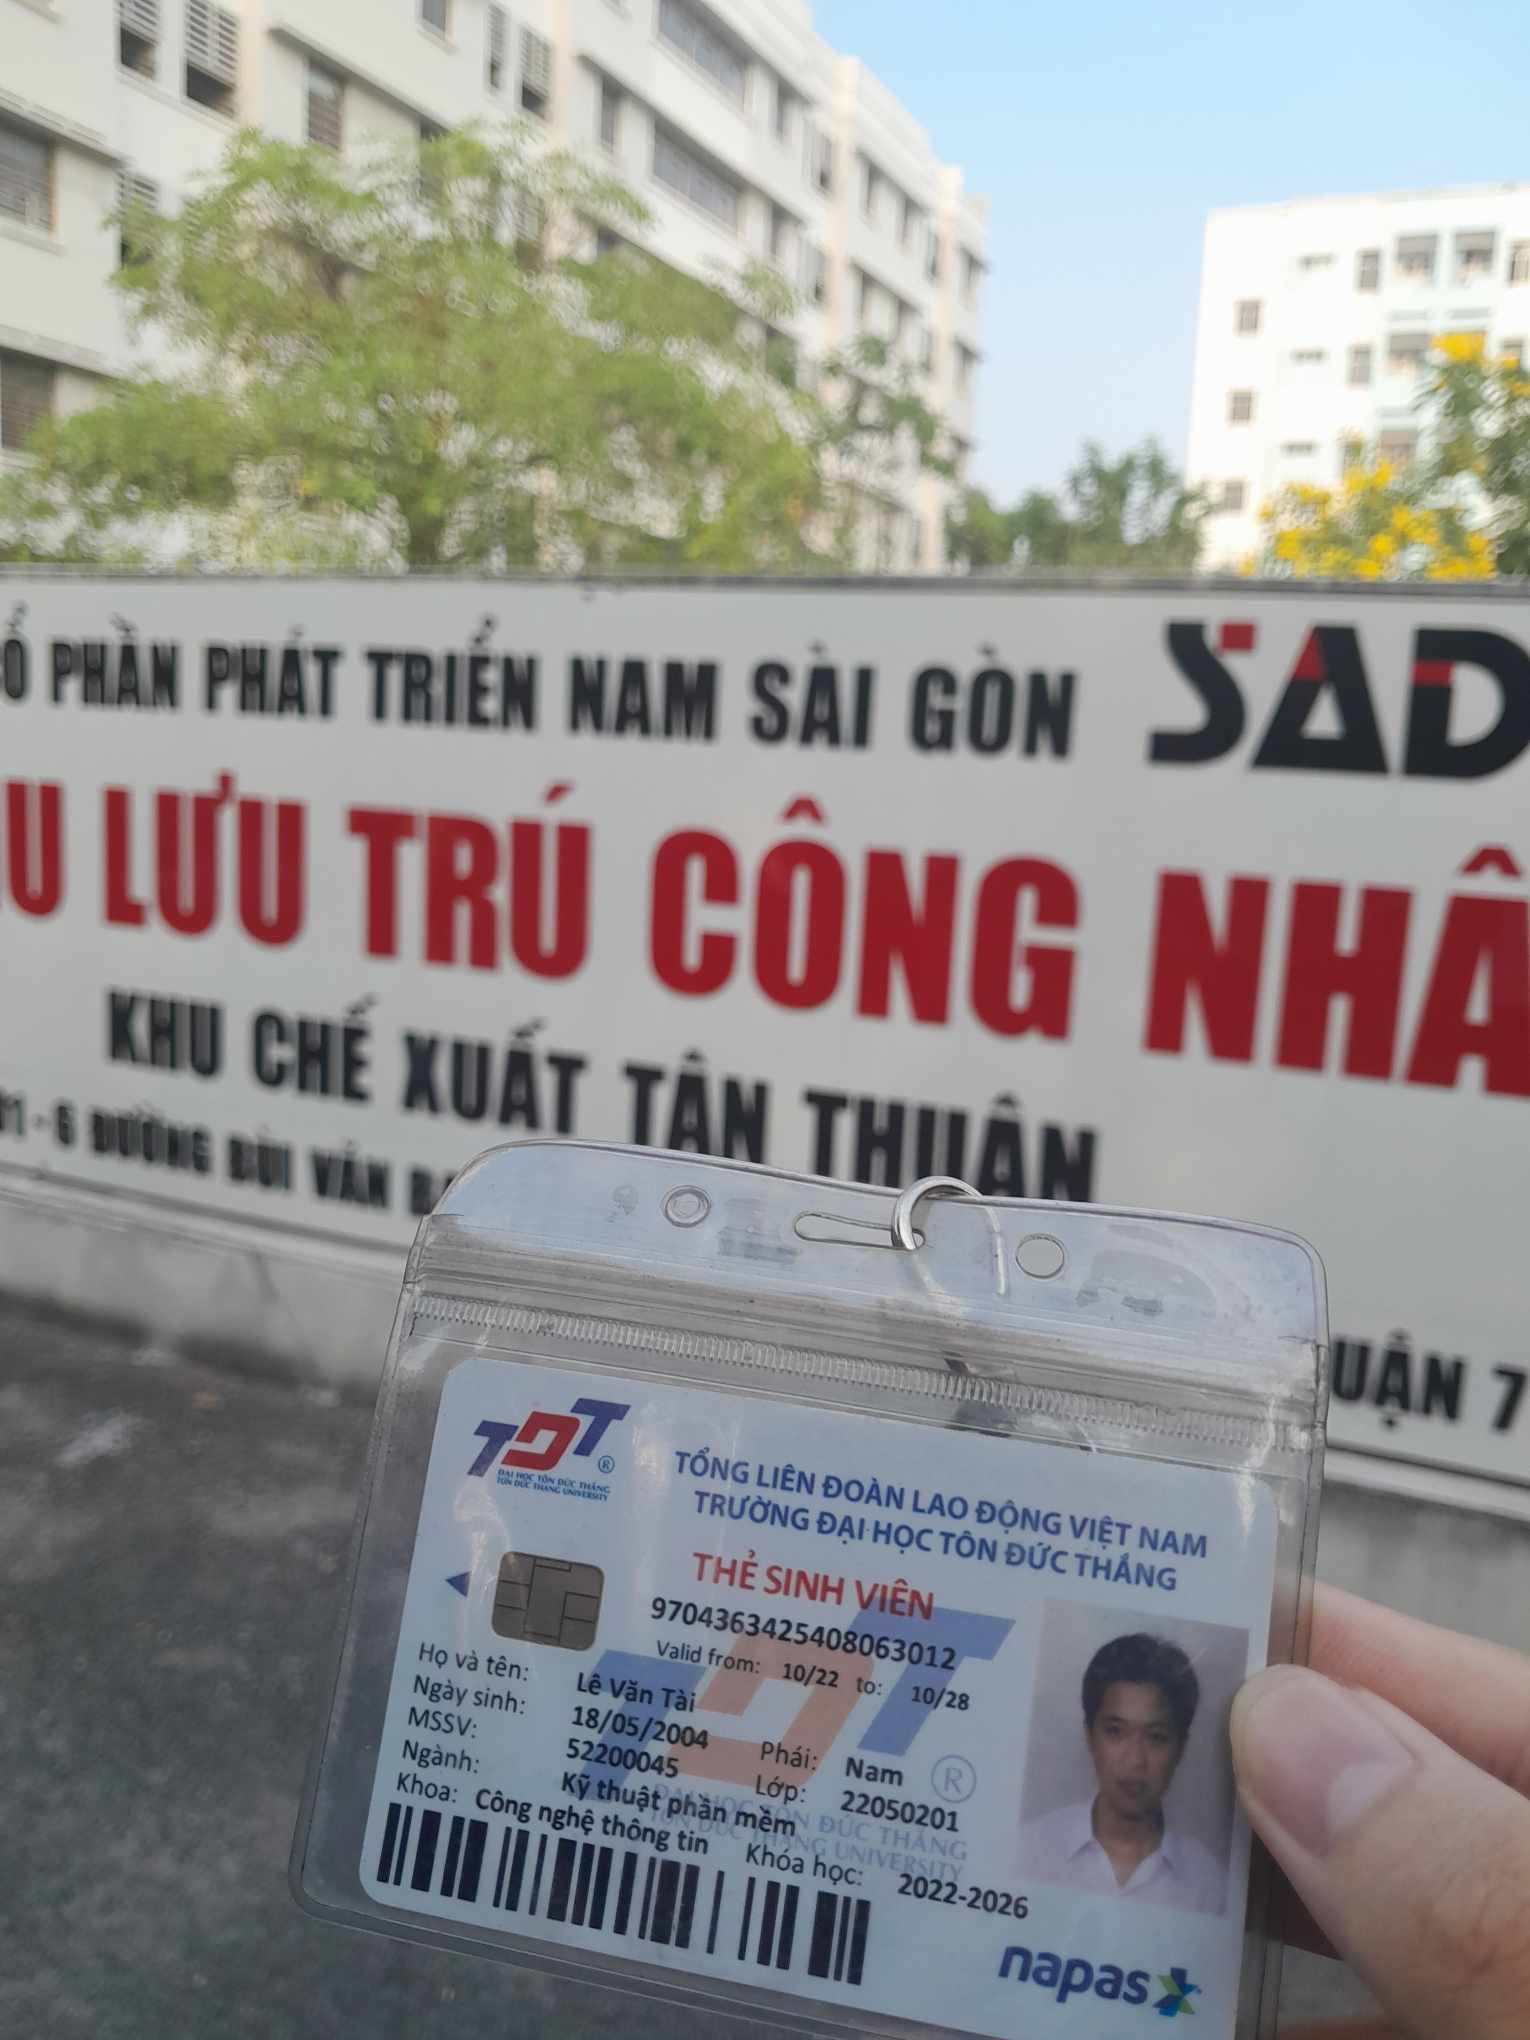 Ổ PHẦN PHÁT TRIỂN NAM SÀI GÒN
SAD
U LƯU TRÚ CÔNG NHÂ
KHU CHẾ XUẤT TÂN THUẬN
1 - 6 ĐƯỜNG BÙI VĂN
UẬN 7
TDT ®
ĐẠI HỌC TÔN ĐỨC THẮNG
TON DUC THANG UNIVERSITY
TỔNG LIÊN ĐOÀN LAO ĐỘNG VIỆT NAM
TRƯỜNG ĐẠI HỌC TÔN ĐỨC THẮNG
THẺ SINH VIÊN
9704363425408063012
Valid from: 10/22 to: 10/28
Họ và tên: Lê Văn Tài
Ngày sinh: 18/05/2004 Phái: Nam
MSSV: 52200045 Lớp: 22050201
Ngành: Kỹ thuật phần mềm
Khoa: Công nghệ thông tin Khóa học: 2022-2026
TDT ®
ĐẠI HỌC TÔN ĐỨC THẮNG
TON DUC THANG UNIVERSITY
napas